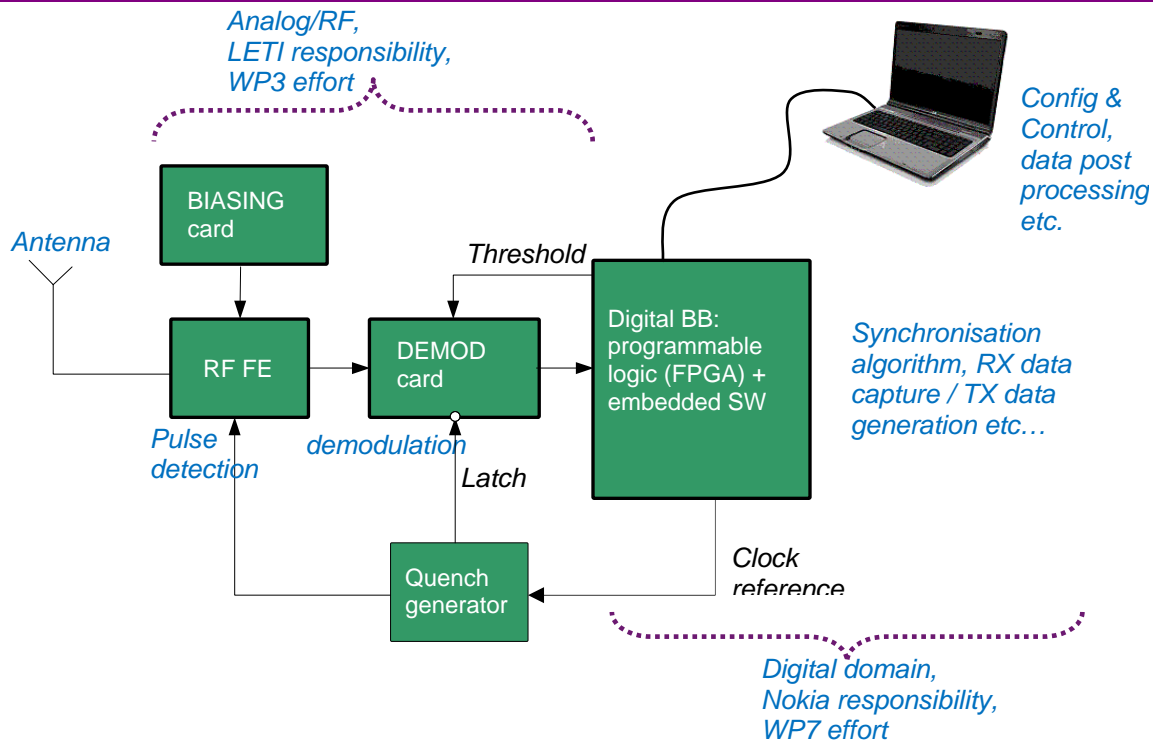 Analog/RF,
LETI responsibility,
WP3 effort
Config &
Control,
data post
processing
etc.
BIASING
card
Antenna
Threshold
RF FE
DEMOD
card
Digital BB:
programmable
logic (FPGA) +
embedded SW
Synchronisation
algorithm, RX data
capture / TX data
generation etc…
Pulse
detection
demodulation
Latch
Quench
generator
Clock
reference
Digital domain,
Nokia responsibility,
WP7 effort